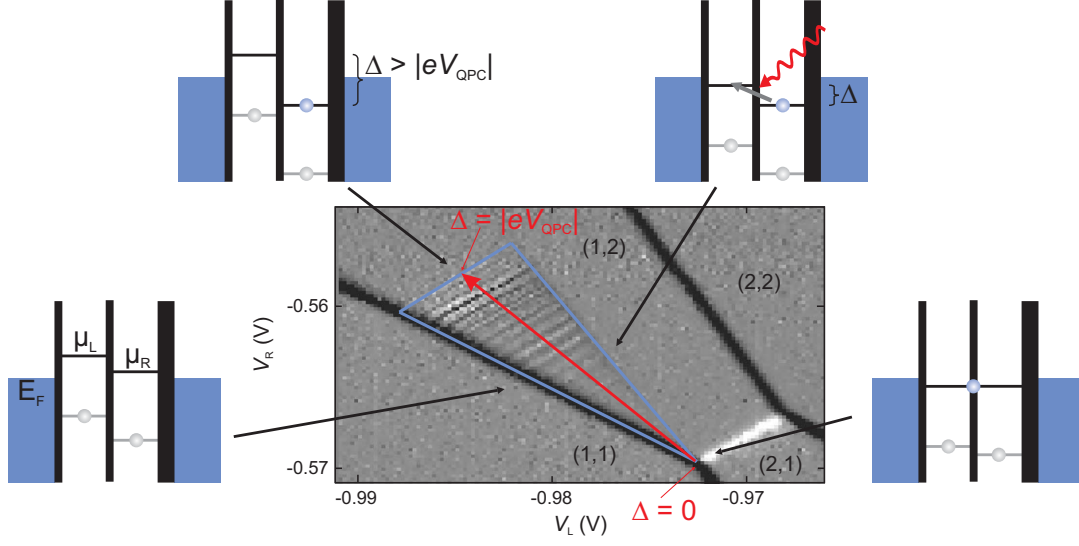 Δ > |eV_QPC|
Δ
Δ = |eV_QPC|
(1,2)
(2,2)
-0.56
V_R (V)
μ_L
μ_R
E_F
(1,1)
(2,1)
-0.57
-0.99
-0.98
-0.97
Δ = 0
V_L (V)